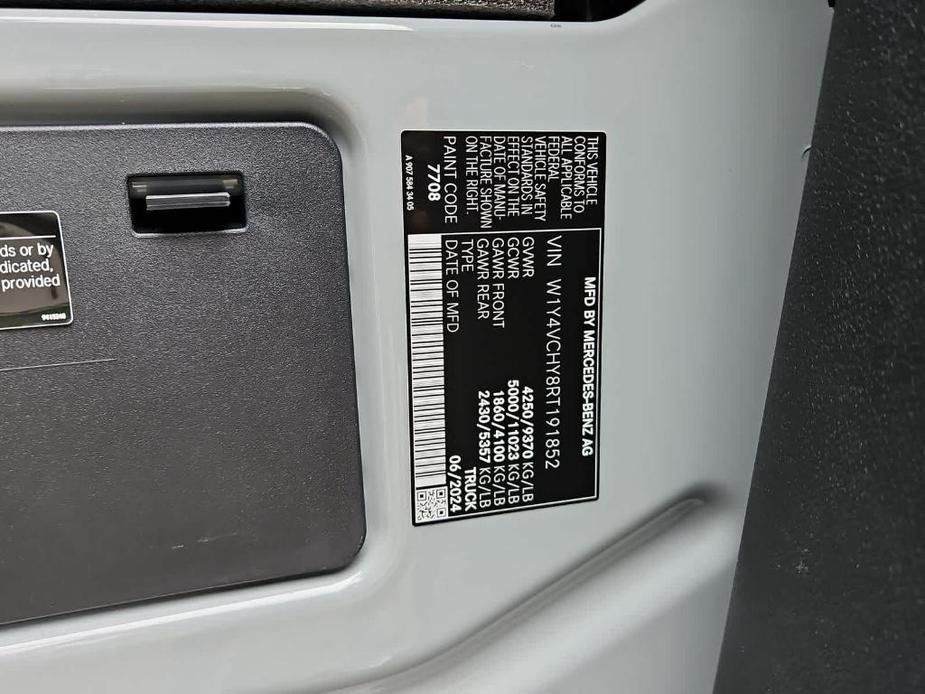 THIS VEHICLE
CONFORMS TO
ALL APPLICABLE
FEDERAL
VEHICLE SAFETY
STANDARDS IN
EFFECT ON THE
DATE OF MANU-
FACTURE SHOWN
ON THE RIGHT.
PAINT CODE
7708
A 907 584 34 05
MFD BY MERCEDES-BENZ AG
VIN W1Y4VCHY8RT191852
GVWR 4250/9370 KG/LB
GCWR 5000/11023 KG/LB
GAWR FRONT 1860/4100 KG/LB
GAWR REAR 2430/5357 KG/LB
TYPE TRUCK
DATE OF MFD 06/2024
ds or by
dicated,
provided